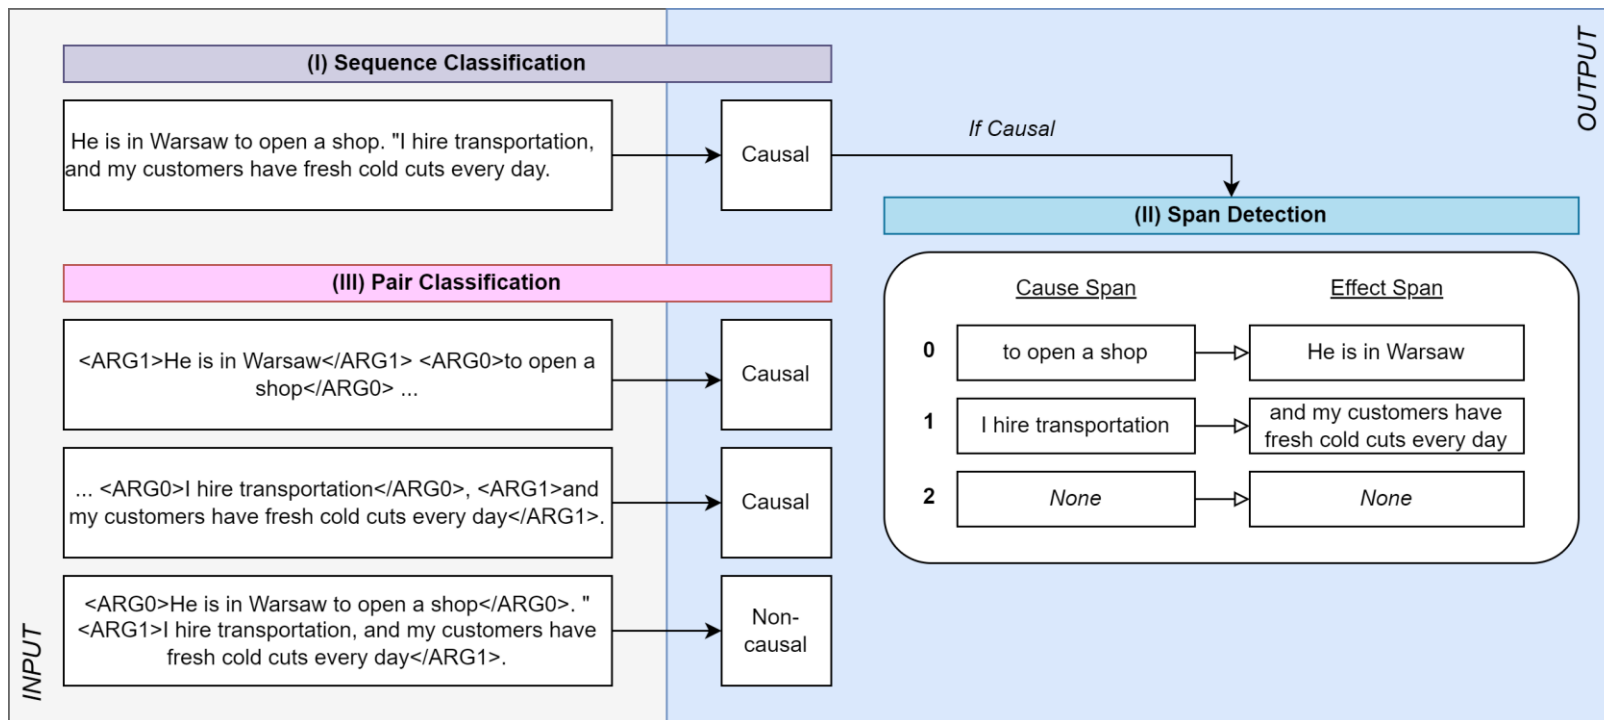 (I) Sequence Classification
He is in Warsaw to open a shop. "I hire transportation,
and my customers have fresh cold cuts every day.
Causal
If Causal
OUTPUT
(II) Span Detection
Cause Span
Effect Span
0
to open a shop
He is in Warsaw
1
I hire transportation
and my customers have
fresh cold cuts every day
2
None
None
(III) Pair Classification
<ARG1>He is in Warsaw</ARG1> <ARG0>to open a
shop</ARG0> ...
Causal
... <ARG0>I hire transportation</ARG0>, <ARG1>and
my customers have fresh cold cuts every day</ARG1>.
Causal
<ARG0>He is in Warsaw to open a shop</ARG0>. "
<ARG1>I hire transportation, and my customers have
fresh cold cuts every day</ARG1>.
Non-
causal
INPUT